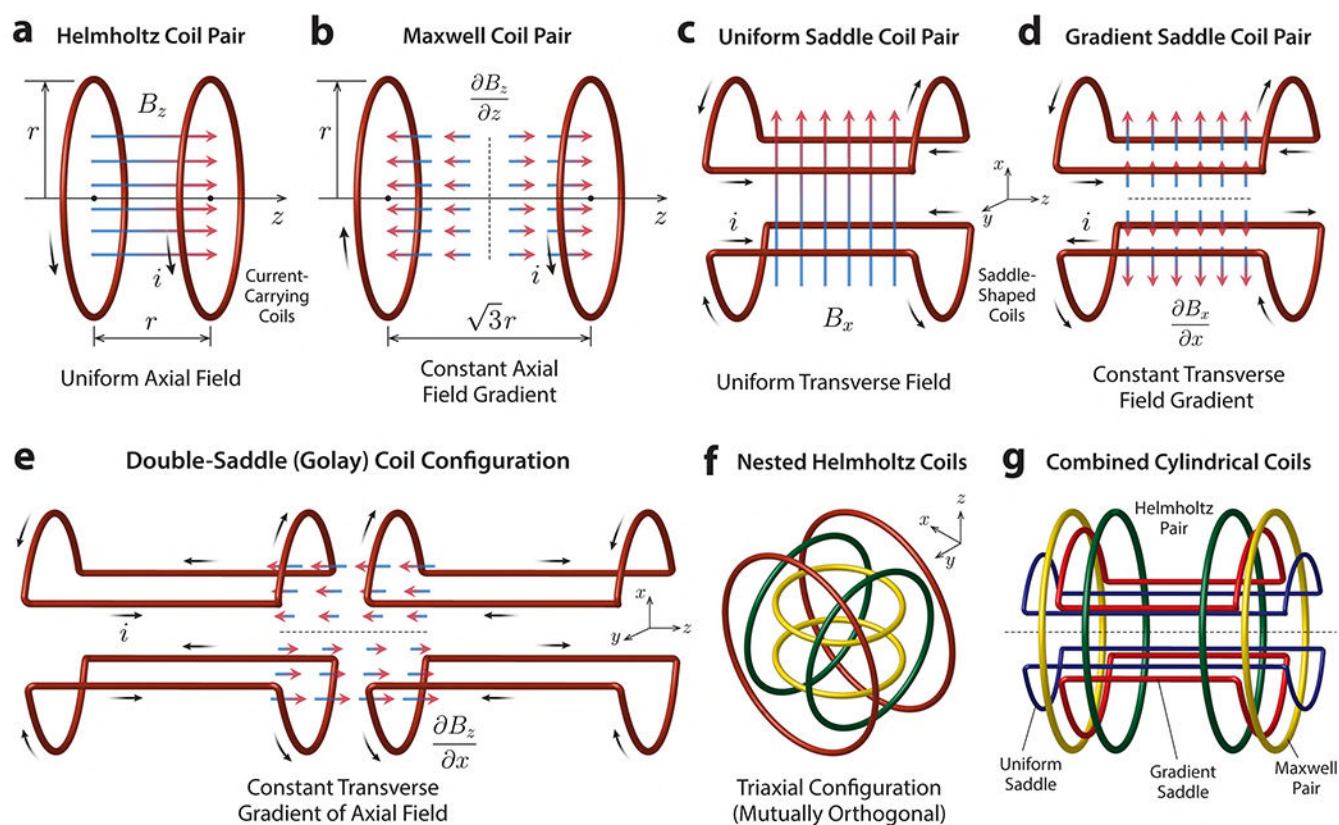 a Helmholtz Coil Pair
r
B_z
z
i
Current-
Carrying
Coils
r
Uniform Axial Field
b Maxwell Coil Pair
r
∂B_z
∂z
z
i
√3r
Constant Axial
Field Gradient
c Uniform Saddle Coil Pair
i
B_x
x
y
z
Saddle-
Shaped
Coils
Uniform Transverse Field
d Gradient Saddle Coil Pair
i
∂B_x
∂x
Constant Transverse
Field Gradient
e Double-Saddle (Golay) Coil Configuration
i
x
y
z
∂B_z
∂x
Constant Transverse
Gradient of Axial Field
f Nested Helmholtz Coils
z
x
y
Triaxial Configuration
(Mutually Orthogonal)
g Combined Cylindrical Coils
Helmholtz
Pair
Uniform
Saddle
Gradient
Saddle
Maxwell
Pair